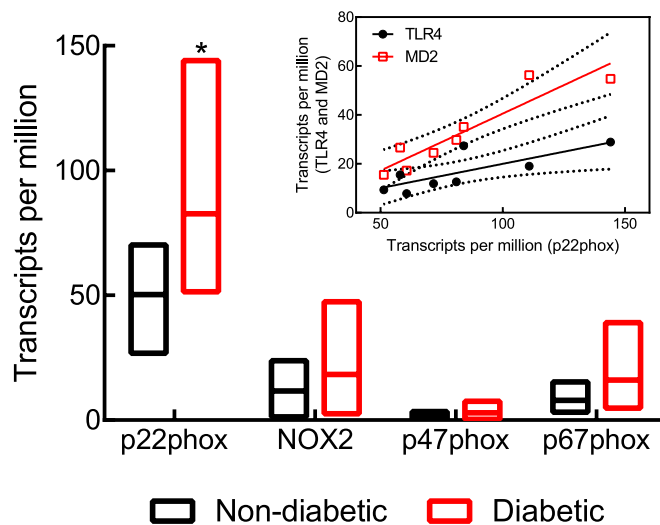 Transcripts per million
150
100
50
0
*
p22phox
NOX2
p47phox
p67phox
Non-diabetic
Diabetic
Transcripts per million
(TLR4 and MD2)
80
60
40
20
0
TLR4
MD2
50
100
150
Transcripts per million (p22phox)